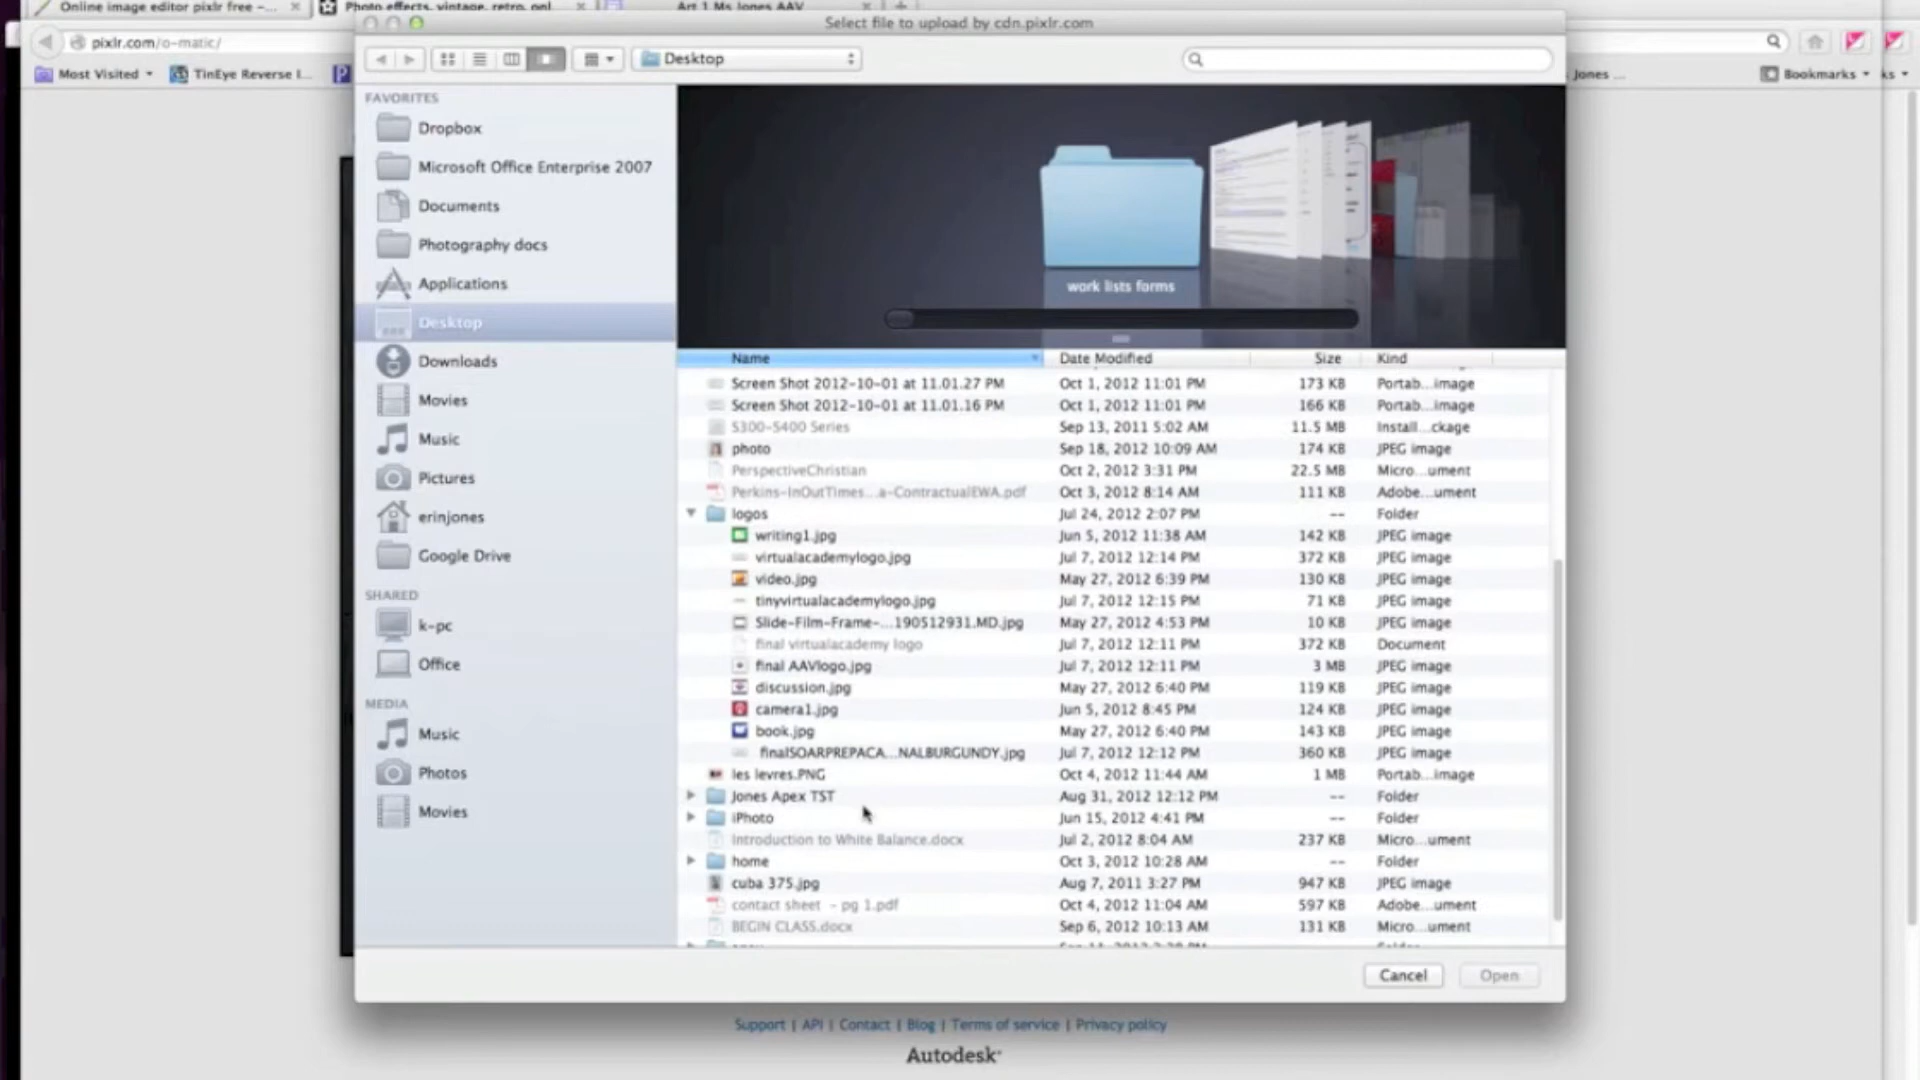 Online image editor pixlr free -...
Photo effects, vintage, retro, onl
Art 1 Ms Jones AAV
Select file to upload by cdn.pixlr.com
pixlr.com/o-matic/
Desktop
Most Visited
TinEye Reverse I...
Jones ...
Bookmarks
ks
FAVORITES
Dropbox
Microsoft Office Enterprise 2007
Documents
Photography docs
Applications
Desktop
Downloads
Movies
Music
Pictures
erinjones
Google Drive
SHARED
k-pc
Office
MEDIA
Music
Photos
Movies
work lists forms
Name Date Modified Size Kind
Screen Shot 2012-10-01 at 11.01.27 PM Oct 1, 2012 11:01 PM 173 KB Portab...image
Screen Shot 2012-10-01 at 11.01.16 PM Oct 1, 2012 11:01 PM 166 KB Portab...image
S300-S400 Series Sep 13, 2011 5:02 AM 11.5 MB Install...ckage
photo Sep 18, 2012 10:09 AM 174 KB JPEG image
PerspectiveChristian Oct 2, 2012 3:31 PM 22.5 MB Micro...ument
Perkins-InOutTimes...a-ContractualEWA.pdf Oct 3, 2012 8:14 AM 111 KB Adobe...ument
logos Jul 24, 2012 2:07 PM -- Folder
writing1.jpg Jun 5, 2012 11:38 AM 142 KB JPEG image
virtualacademylogo.jpg Jul 7, 2012 12:14 PM 372 KB JPEG image
video.jpg May 27, 2012 6:39 PM 130 KB JPEG image
tinyvirtualacademylogo.jpg Jul 7, 2012 12:15 PM 71 KB JPEG image
Slide-Film-Frame-...190512931.MD.jpg May 27, 2012 4:53 PM 10 KB JPEG image
final virtualacademy logo Jul 7, 2012 12:11 PM 372 KB Document
final AAVlogo.jpg Jul 7, 2012 12:11 PM 3 MB JPEG image
discussion.jpg May 27, 2012 6:40 PM 119 KB JPEG image
camera1.jpg Jun 5, 2012 8:45 PM 124 KB JPEG image
book.jpg May 27, 2012 6:40 PM 143 KB JPEG image
finalSOARPREPACA...NALBURGUNDY.jpg Jul 7, 2012 12:12 PM 360 KB JPEG image
les levres.PNG Oct 4, 2012 11:44 AM 1 MB Portab...image
Jones Apex TST Aug 31, 2012 12:12 PM -- Folder
iPhoto Jun 15, 2012 4:41 PM -- Folder
Introduction to White Balance.docx Jul 2, 2012 8:04 AM 237 KB Micro...ument
home Oct 3, 2012 10:28 AM -- Folder
cuba 375.jpg Aug 7, 2011 3:27 PM 947 KB JPEG image
contact sheet - pg 1.pdf Oct 4, 2012 11:04 AM 597 KB Adobe...ument
BEGIN CLASS.docx Sep 6, 2012 10:13 AM 131 KB Micro...ument
Cancel
Open
Support | API | Contact | Blog | Terms of service | Privacy policy
Autodesk